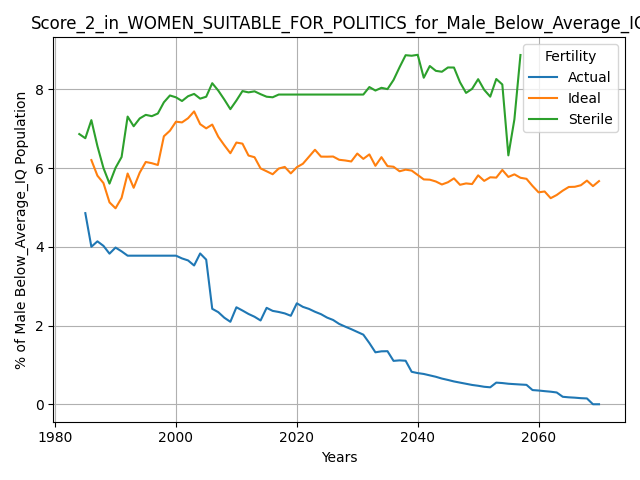 Score_2_in_WOMEN_SUITABLE_FOR_POLITICS_for_Male_Below_Average_IQ
% of Male Below_Average_IQ Population
8
6
4
2
0
Fertility
Actual
Ideal
Sterile
1980 2000 2020 2040 2060
Years